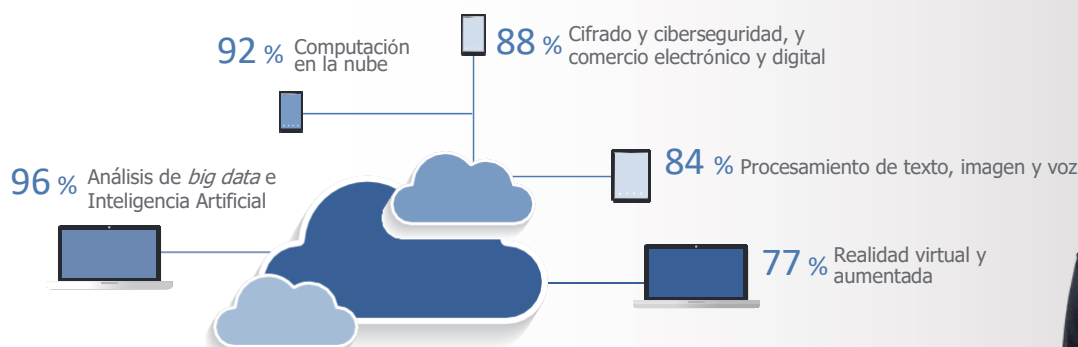 92 % Computación
en la nube
88 % Cifrado y ciberseguridad, y
comercio electrónico y digital
96 % Análisis de big data e
Inteligencia Artificial
84 % Procesamiento de texto, imagen y voz
77 % Realidad virtual y
aumentada